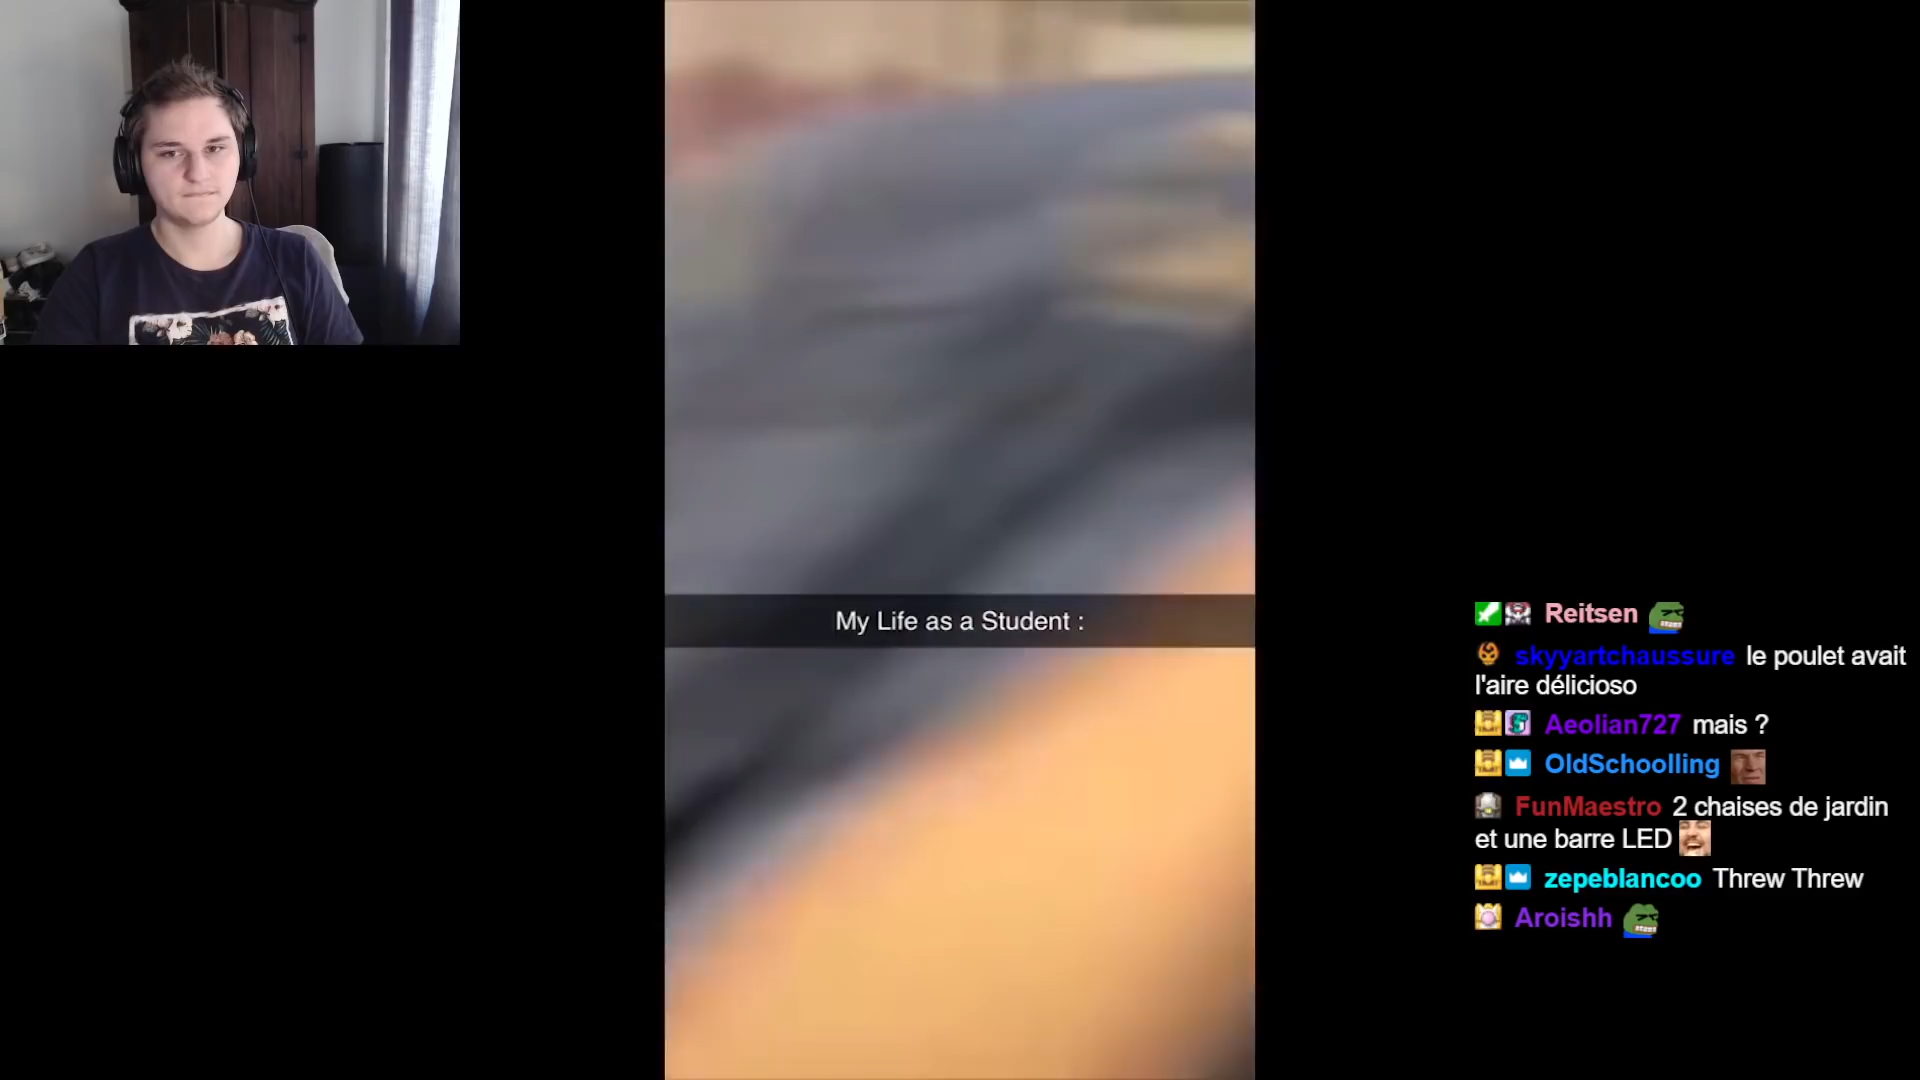 My Life as a Student :
Reitsen
skyyartchaussure le poulet avait
l'aire délicioso
Aeolian727 mais ?
OldSchoolling
FunMaestro 2 chaises de jardin
et une barre LED
zepeblancoo Threw Threw
Aroishh